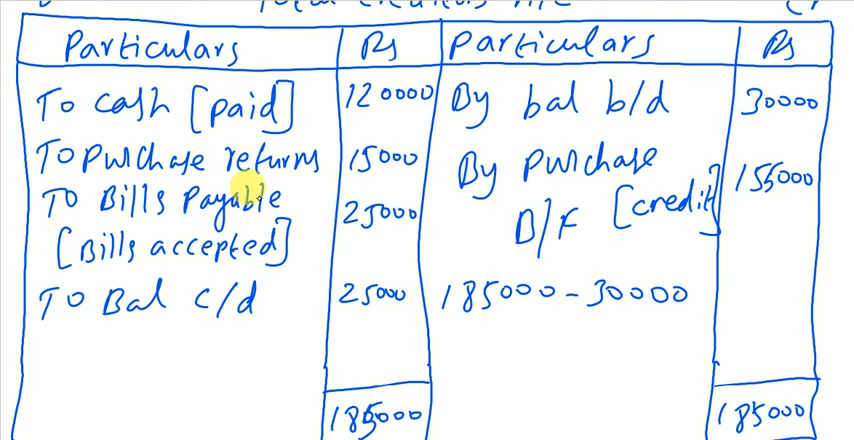 Particulars Rs Particulars Rs
To cash [paid] 120000 By bal b/d 30000
To purchase returns 15000 By purchase 155000
To Bills Payable 25000 D/F [credit]
[Bills accepted]
To Bal c/d 25000 185000-30000
185000 185000